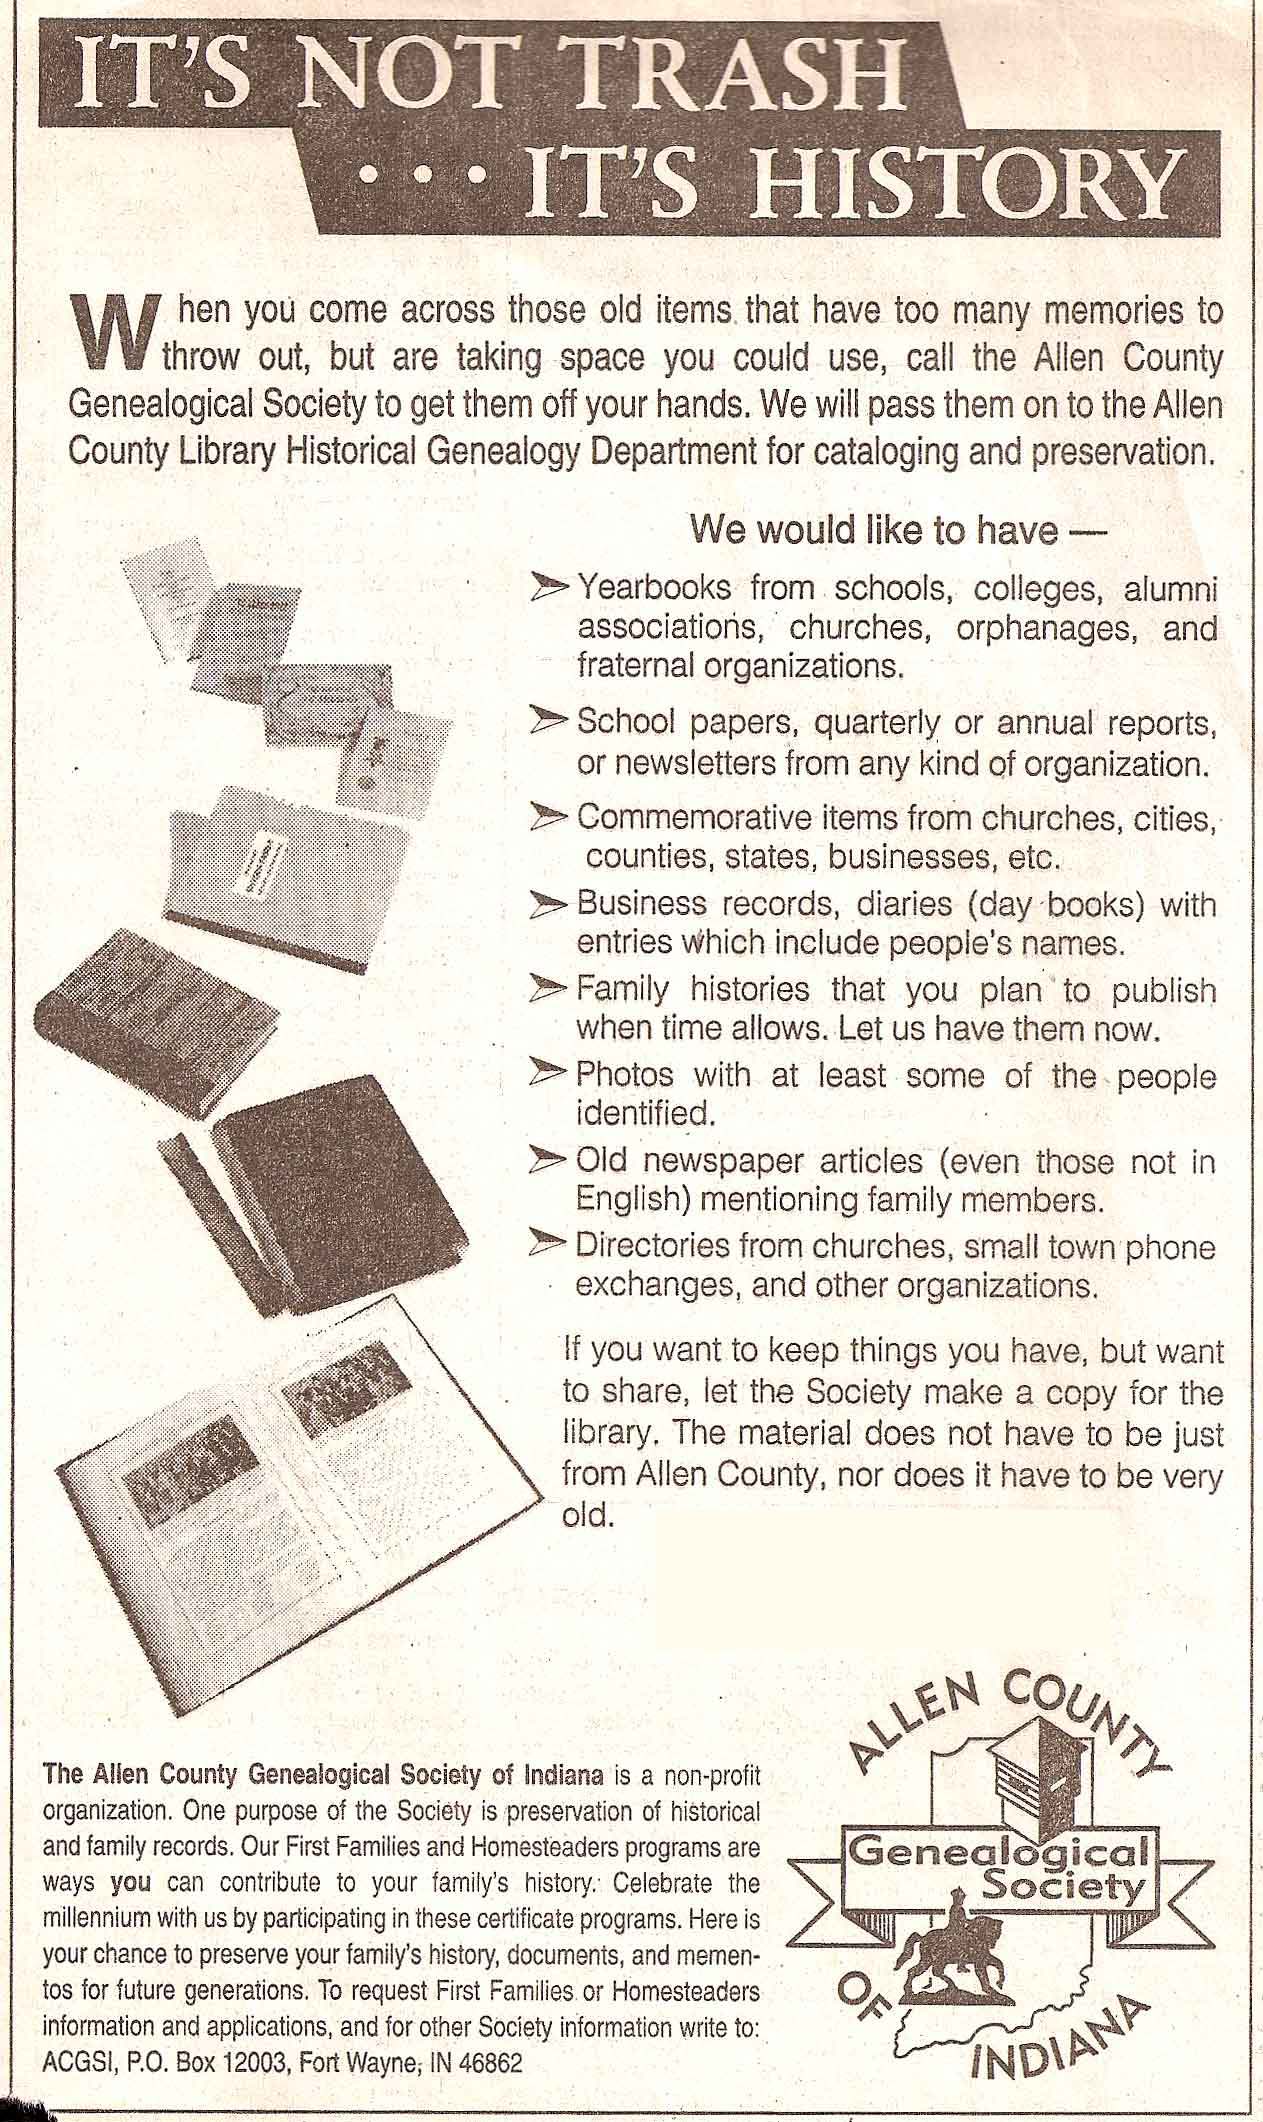 IT'S NOT TRASH
... IT'S HISTORY
When you come across those old items that have too many memories to
throw out, but are taking space you could use, call the Allen County
Genealogical Society to get them off your hands. We will pass them on to the Allen
County Library Historical Genealogy Department for cataloging and preservation.
We would like to have —
➢ Yearbooks from schools, colleges, alumni
associations, churches, orphanages, and
fraternal organizations.
➢ School papers, quarterly or annual reports,
or newsletters from any kind of organization.
➢ Commemorative items from churches, cities,
counties, states, businesses, etc.
➢ Business records, diaries (day books) with
entries which include people's names.
➢ Family histories that you plan to publish
when time allows. Let us have them now.
➢ Photos with at least some of the people
identified.
➢ Old newspaper articles (even those not in
English) mentioning family members.
➢ Directories from churches, small town phone
exchanges, and other organizations.
If you want to keep things you have, but want
to share, let the Society make a copy for the
library. The material does not have to be just
from Allen County, nor does it have to be very
old.
The Allen County Genealogical Society of Indiana is a non-profit
organization. One purpose of the Society is preservation of historical
and family records. Our First Families and Homesteaders programs are
ways you can contribute to your family's history. Celebrate the
millennium with us by participating in these certificate programs. Here is
your chance to preserve your family's history, documents, and memen-
tos for future generations. To request First Families or Homesteaders
information and applications, and for other Society information write to:
ACGSI, P.O. Box 12003, Fort Wayne, IN 46862
ALLEN COUNTY
Genealogical
Society
OF INDIANA